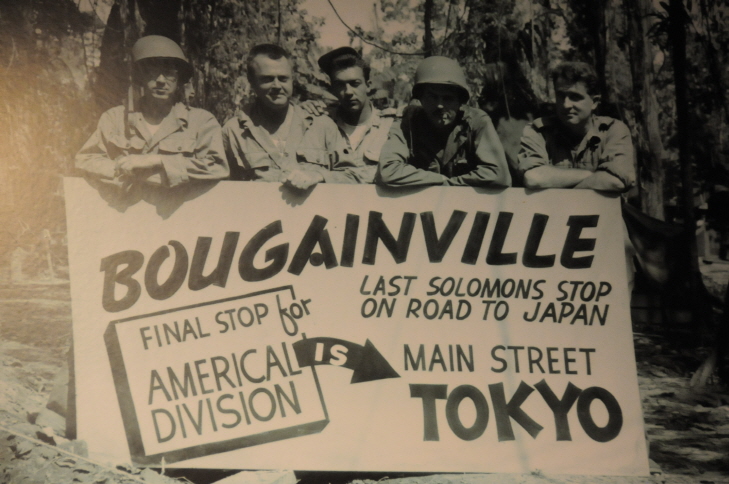 BOUGAINVILLE
LAST SOLOMONS STOP
ON ROAD TO JAPAN
FINAL STOP for
AMERICAL
DIVISION
IS
MAIN STREET
TOKYO